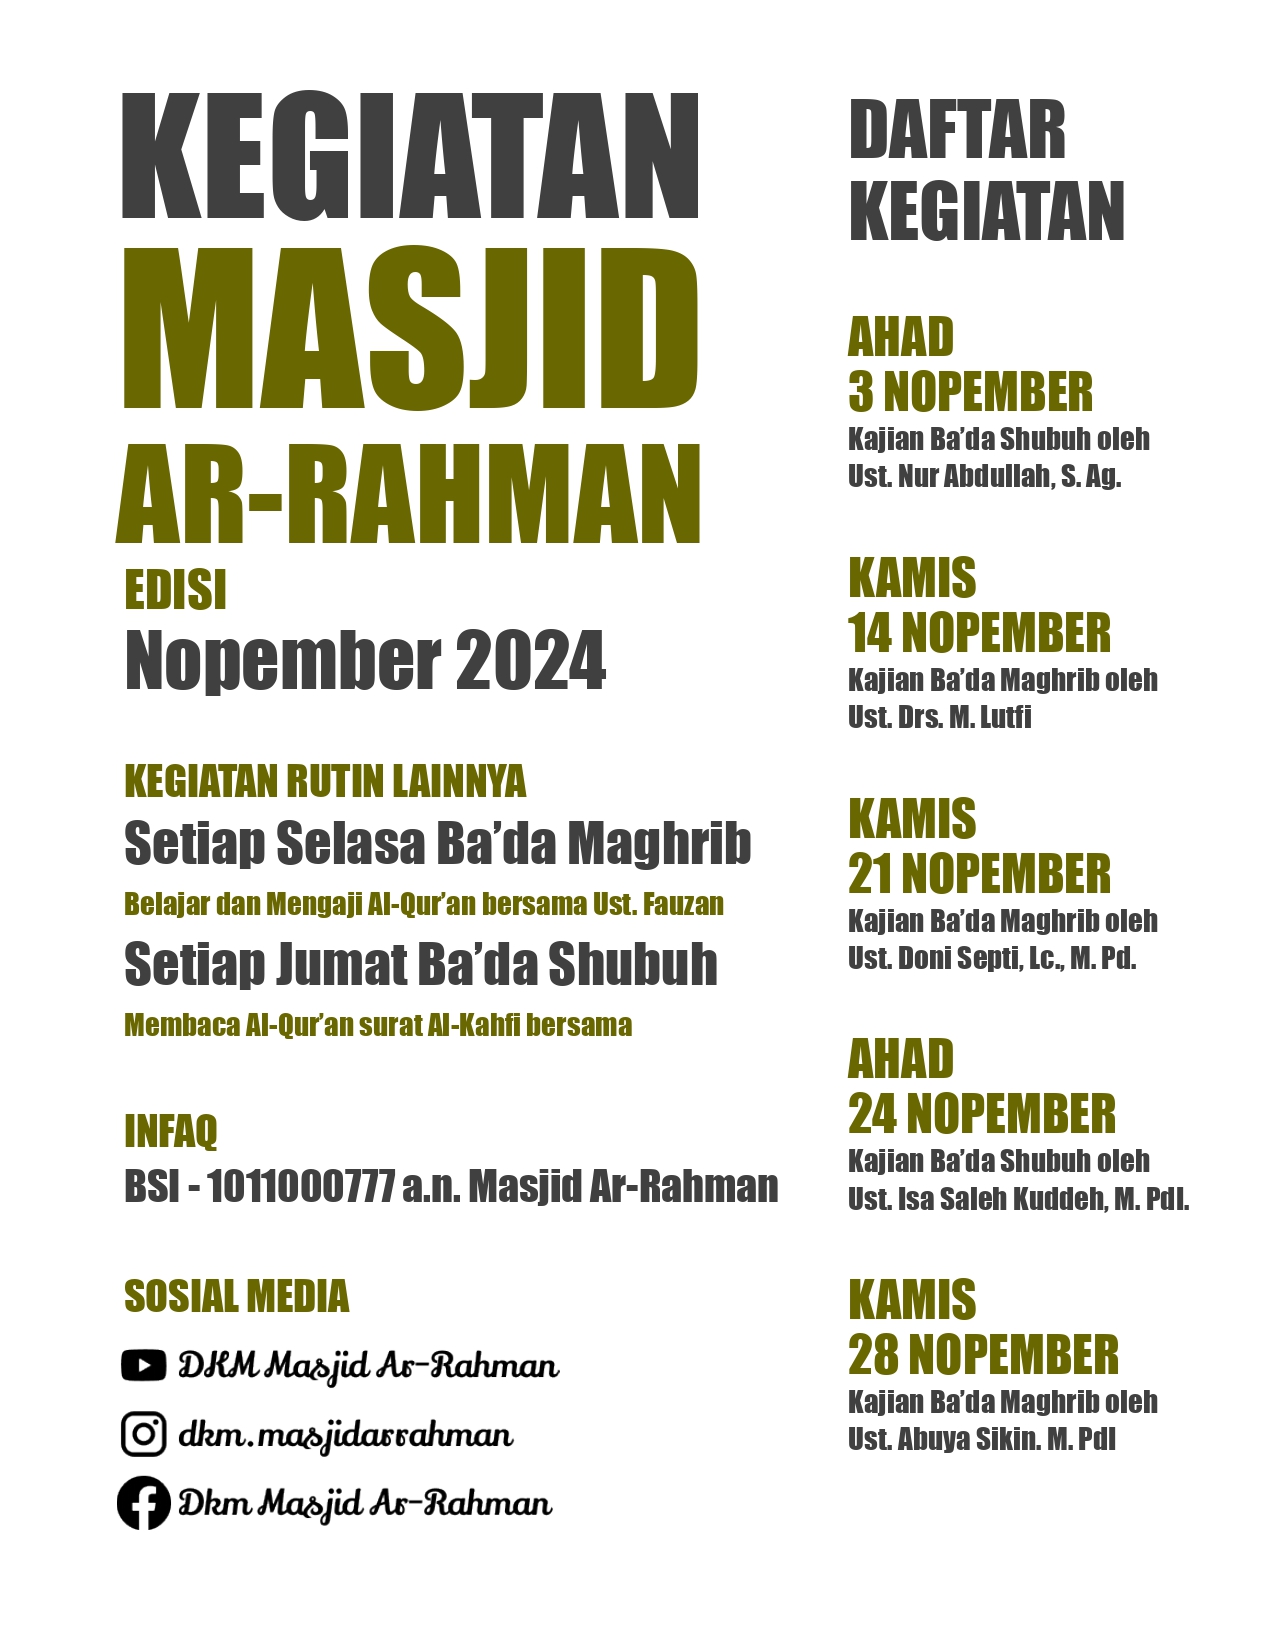 KEGIATAN
MASJID
AR-RAHMAN
EDISI
Nopember 2024
KEGIATAN RUTIN LAINNYA
Setiap Selasa Ba’da Maghrib
Belajar dan Mengaji Al-Qur’an bersama Ust. Fauzan
Setiap Jumat Ba’da Shubuh
Membaca Al-Qur’an surat Al-Kahfi bersama
INFAQ
BSI - 1011000777 a.n. Masjid Ar-Rahman
SOSIAL MEDIA
DKM Masjid Ar-Rahman
dkm.masjidarrahman
Dkm Masjid Ar-Rahman
DAFTAR
KEGIATAN
AHAD
3 NOPEMBER
Kajian Ba’da Shubuh oleh
Ust. Nur Abdullah, S. Ag.
KAMIS
14 NOPEMBER
Kajian Ba’da Maghrib oleh
Ust. Drs. M. Lutfi
KAMIS
21 NOPEMBER
Kajian Ba’da Maghrib oleh
Ust. Doni Septi, Lc., M. Pd.
AHAD
24 NOPEMBER
Kajian Ba’da Shubuh oleh
Ust. Isa Saleh Kuddeh, M. PdI.
KAMIS
28 NOPEMBER
Kajian Ba’da Maghrib oleh
Ust. Abuya Sikin. M. PdI